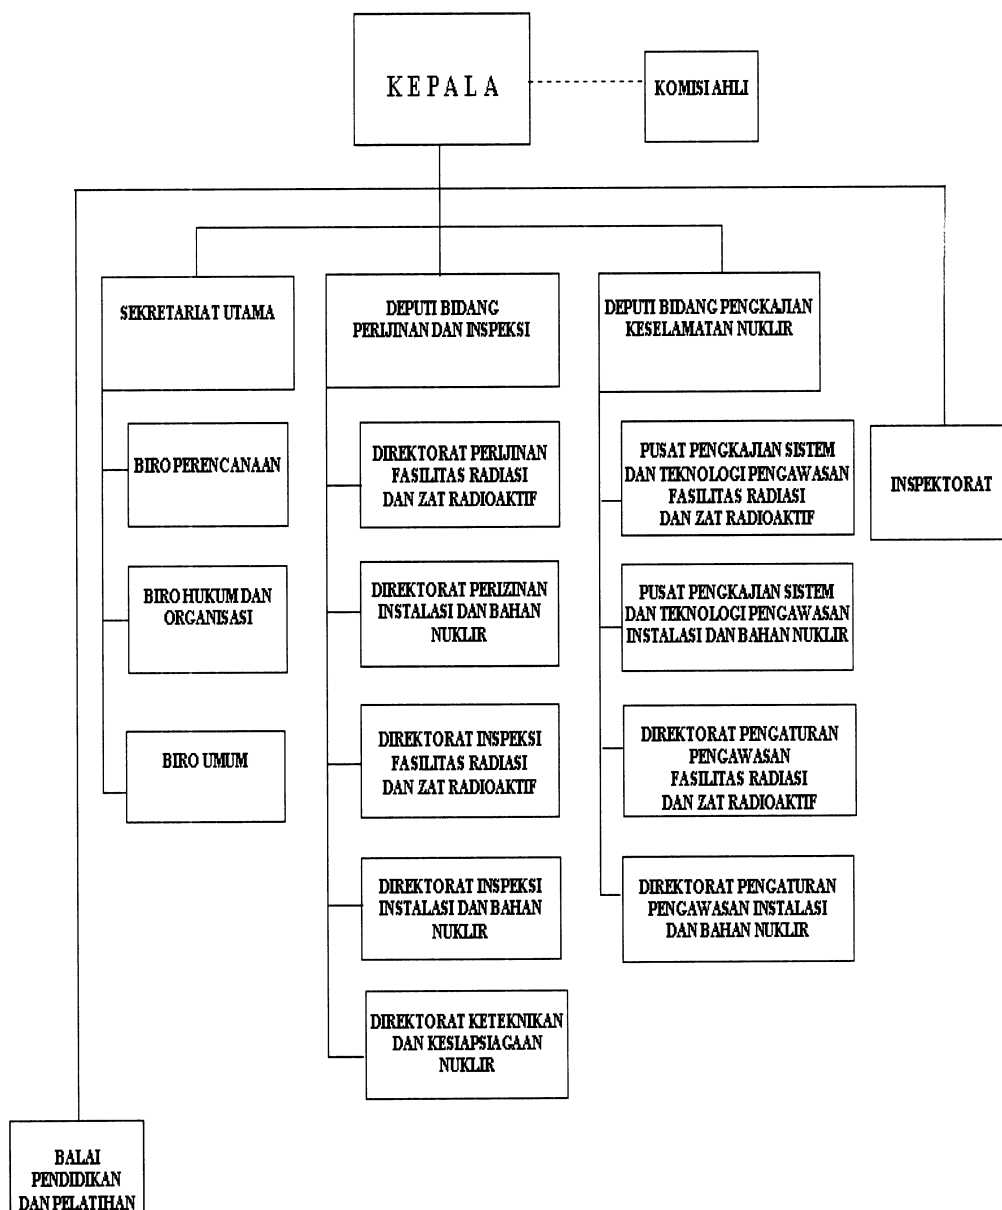 KEPALA
KOMISI AHLI
SEKRETARIAT UTAMA
DEPUTI BIDANG
PERIJINAN DAN INSPEKSI
DEPUTI BIDANG PENGKAJIAN
KESELAMATAN NUKLIR
BIRO PERENCANAAN
BIRO HUKUM DAN
ORGANISASI
BIRO UMUM
DIREKTORAT PERIJINAN
FASILITAS RADIASI
DAN ZAT RADIOAKTIF
DIREKTORAT PERIZINAN
INSTALASI DAN BAHAN
NUKLIR
DIREKTORAT INSPEKSI
FASILITAS RADIASI
DAN ZAT RADIOAKTIF
DIREKTORAT INSPEKSI
INSTALASI DAN BAHAN
NUKLIR
DIREKTORAT KETEKNIKAN
DAN KESIAPSIAGAAN
NUKLIR
PUSAT PENGKAJIAN SISTEM
DAN TEKNOLOGI PENGAWASAN
FASILITAS RADIASI
DAN ZAT RADIOAKTIF
PUSAT PENGKAJIAN SISTEM
DAN TEKNOLOGI PENGAWASAN
INSTALASI DAN BAHAN NUKLIR
DIREKTORAT PENGATURAN
PENGAWASAN
FASILITAS RADIASI
DAN ZAT RADIOAKTIF
DIREKTORAT PENGATURAN
PENGAWASAN INSTALASI
DAN BAHAN NUKLIR
INSPEKTORAT
BALAI
PENDIDIKAN
DAN PELATIHAN